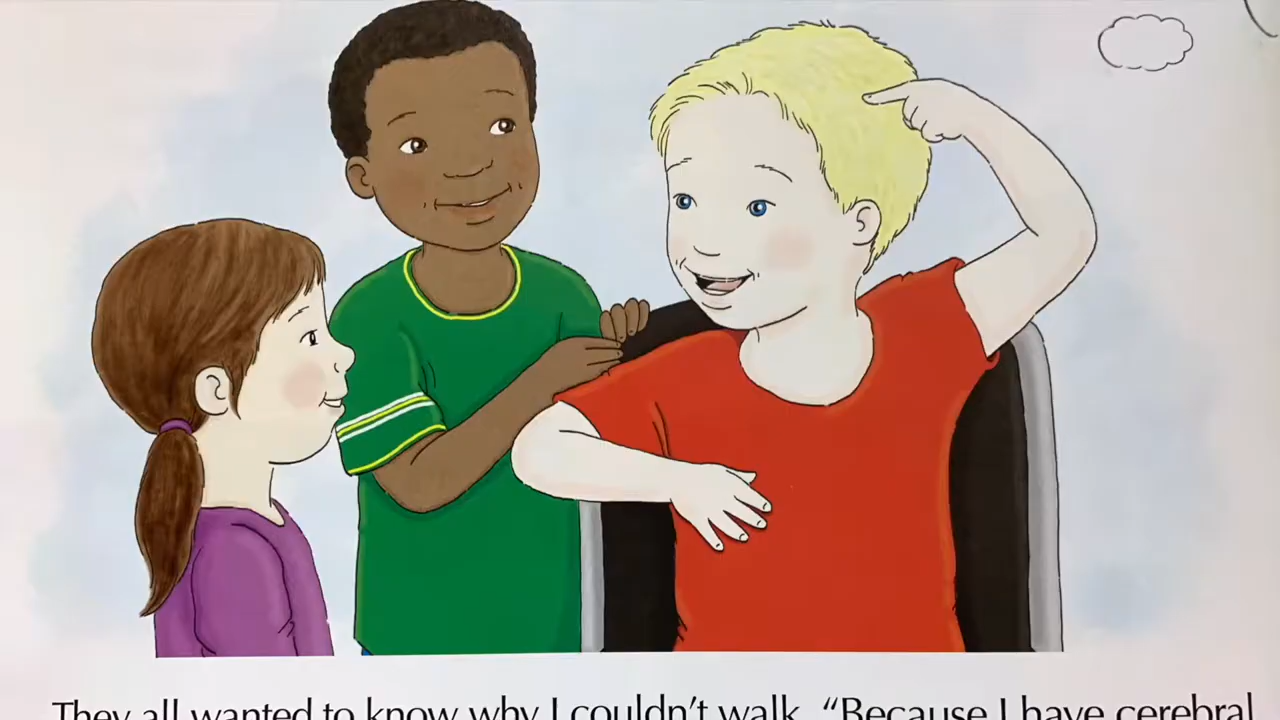 They all wanted to know why I couldn't walk. “Because I have cerebral